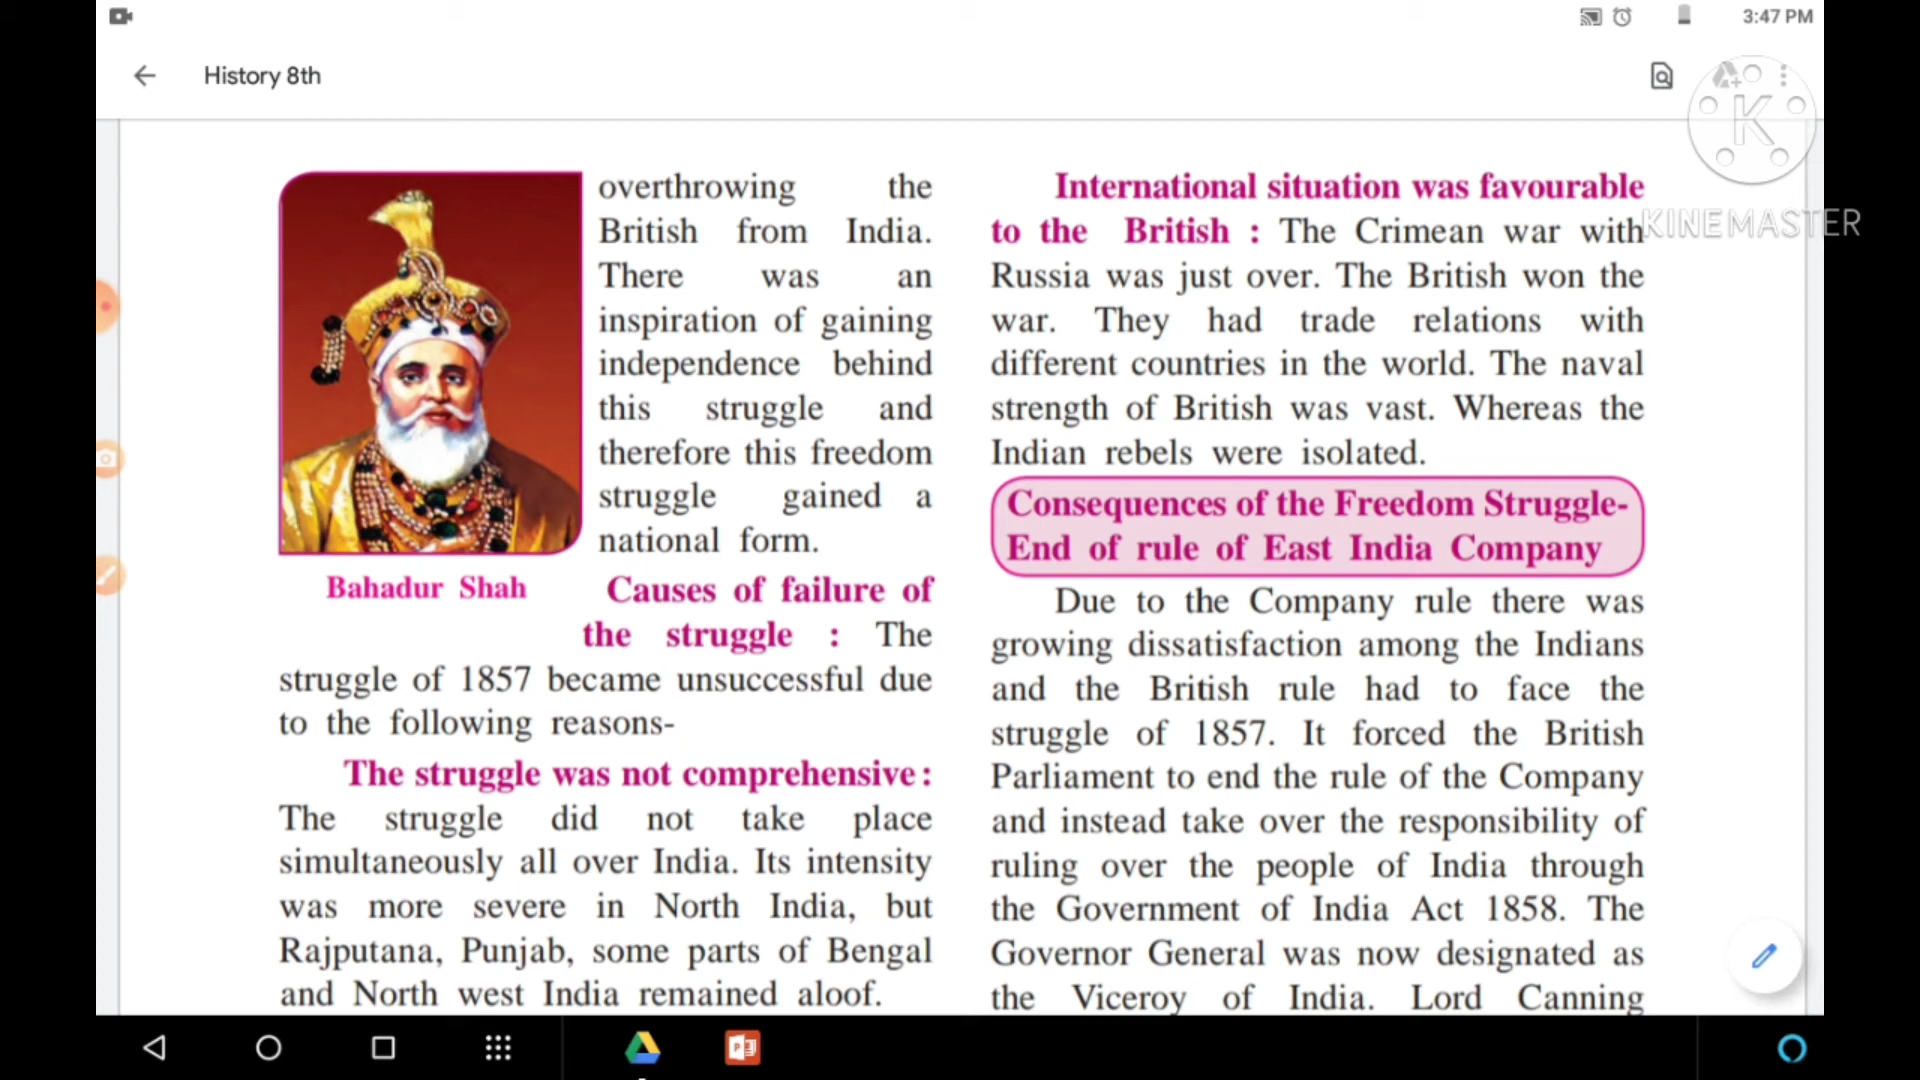 3:47 PM
History 8th
KINEMASTER
overthrowing the
British from India.
There was an
inspiration of gaining
independence behind
this struggle and
therefore this freedom
struggle gained a
national form.
Bahadur Shah
Causes of failure of
the struggle : The
struggle of 1857 became unsuccessful due
to the following reasons-
The struggle was not comprehensive :
The struggle did not take place
simultaneously all over India. Its intensity
was more severe in North India, but
Rajputana, Punjab, some parts of Bengal
and North west India remained aloof.
International situation was favourable
to the British : The Crimean war with
Russia was just over. The British won the
war. They had trade relations with
different countries in the world. The naval
strength of British was vast. Whereas the
Indian rebels were isolated.
Consequences of the Freedom Struggle-
End of rule of East India Company
Due to the Company rule there was
growing dissatisfaction among the Indians
and the British rule had to face the
struggle of 1857. It forced the British
Parliament to end the rule of the Company
and instead take over the responsibility of
ruling over the people of India through
the Government of India Act 1858. The
Governor General was now designated as
the Viceroy of India. Lord Canning